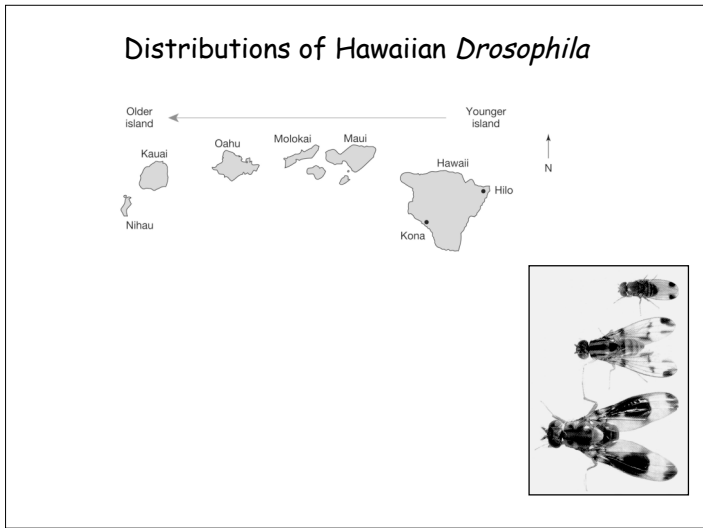 Distributions of Hawaiian Drosophila
Older
island
Younger
island
Kauai
Oahu
Molokai
Maui
Hawaii
N
Hilo
Nihau
Kona